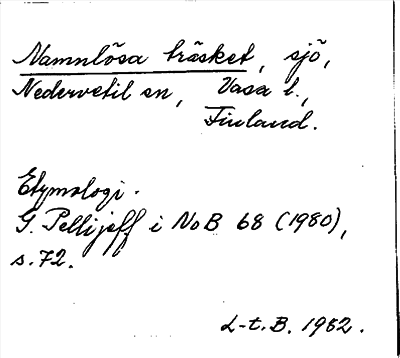 Namnlösa träsket, sjö,
Nedervetil sn, Vasa l.,
Finland.
Etymologi.
G. Pellijeff i NoB 68 (1980),
s. 72.
L-t. B. 1982.